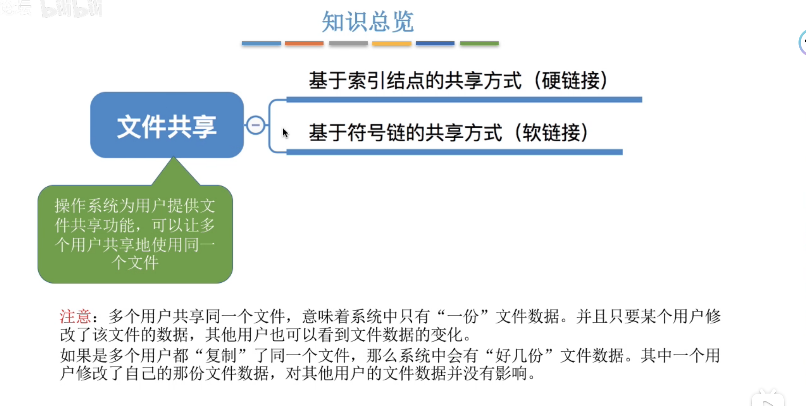 bilibili
知识总览
基于索引结点的共享方式（硬链接）
文件共享
基于符号链的共享方式（软链接）
操作系统为用户提供文
件共享功能，可以让多
个用户共享地使用同一
个文件
注意：多个用户共享同一个文件，意味着系统中只有“一份”文件数据。并且只要某个用户修
改了该文件的数据，其他用户也可以看到文件数据的变化。
如果是多个用户都“复制”了同一个文件，那么系统中会有“好几份”文件数据。其中一个用
户修改了自己的那份文件数据，对其他用户的文件数据并没有影响。